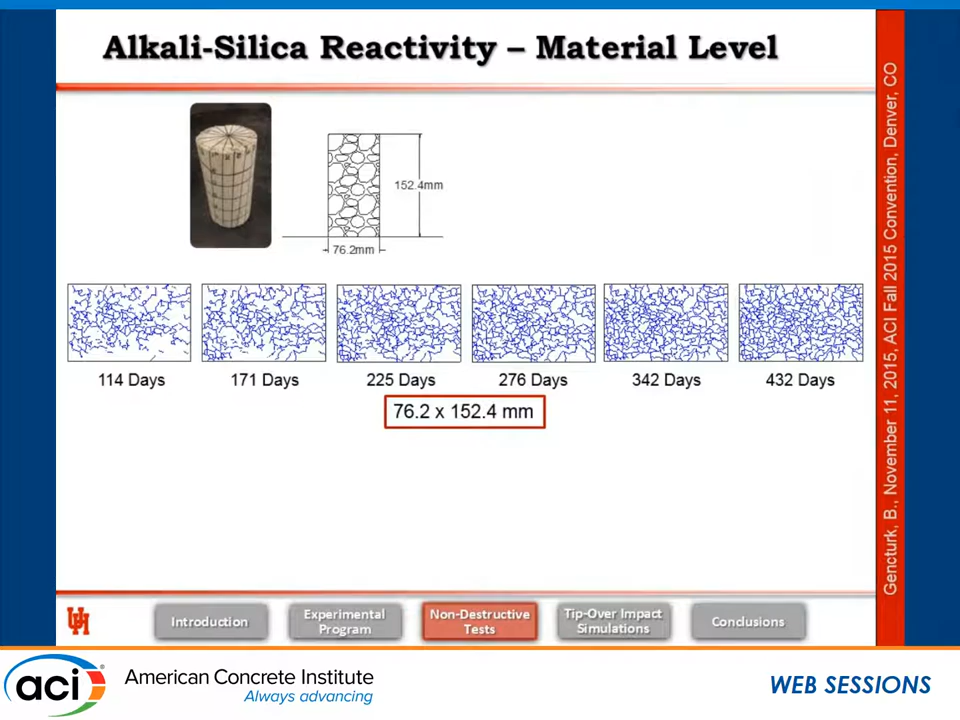 Alkali-Silica Reactivity – Material Level
152.4mm
76.2mm
114 Days
171 Days
225 Days
276 Days
342 Days
432 Days
76.2 x 152.4 mm
Gencturk, B., November 11, 2015, ACI Fall 2015 Convention, Denver, CO
UH
Introduction
Experimental
Program
Non-Destructive
Tests
Tip-Over Impact
Simulations
Conclusions
aci
American Concrete Institute
Always advancing
WEB SESSIONS